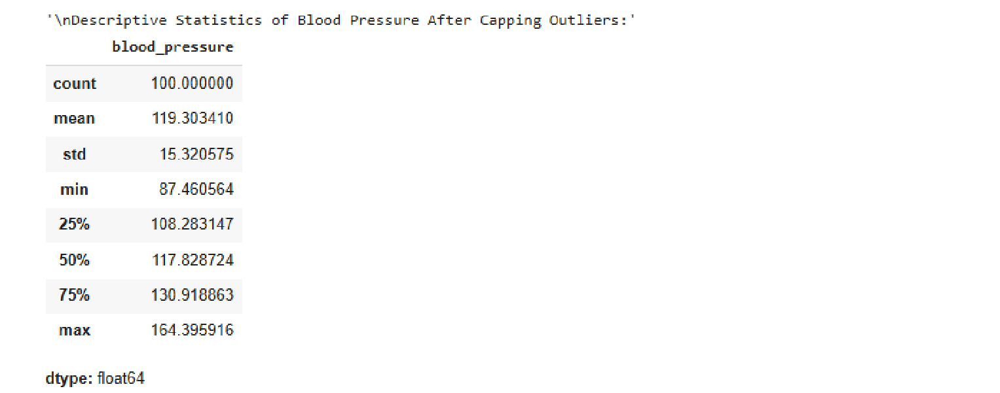 '\nDescriptive Statistics of Blood Pressure After Capping Outliers:'
blood_pressure
count 100.000000
mean 119.303410
std 15.320575
min 87.460564
25% 108.283147
50% 117.828724
75% 130.918863
max 164.395916
dtype: float64